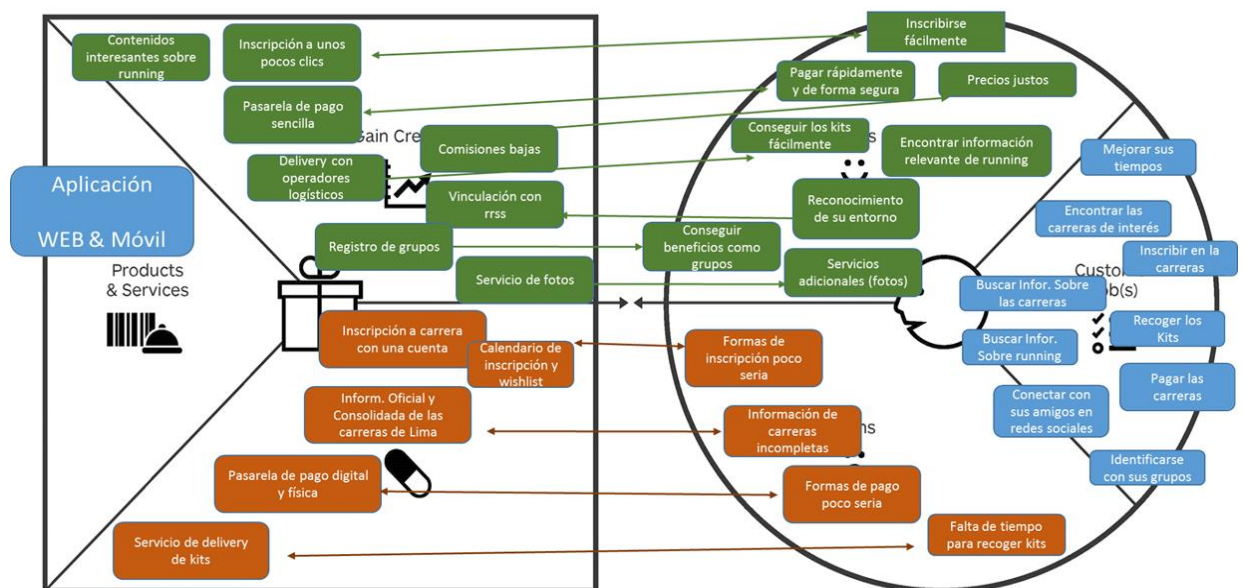 Contenidos
interesantes sobre
running
Inscripción a unos
pocos clics
Pasarela de pago
sencilla
Gain Cre
Comisiones bajas
Delivery con
operadores
logísticos
Vinculación con
rrss
Registro de grupos
Servicio de fotos
Aplicación
WEB & Móvil
Products
& Services
Inscripción a carrera
con una cuenta
Calendario de
inscripción y
wishlist
Inform. Oficial y
Consolidada de las
carreras de Lima
Pasarela de pago digital
y física
Servicio de delivery
de kits
Inscribirse
fácilmente
Pagar rápidamente
y de forma segura
Precios justos
Conseguir los kits
fácilmente
s
Encontrar información
relevante de running
Reconocimiento
de su entorno
Conseguir
beneficios como
grupos
Servicios
adicionales (fotos)
Formas de
inscripción poco
seria
Información de
carreras
incompletas
ns
Formas de pago
poco seria
Falta de tiempo
para recoger kits
Mejorar sus
tiempos
Encontrar las
carreras de interés
Inscribir en la
carreras
Custo
ob(s)
Buscar Infor. Sobre
las carreras
Recoger los
Kits
Buscar Infor.
Sobre running
Pagar las
carreras
Conectar con
sus amigos en
redes sociales
Identificarse
con sus grupos